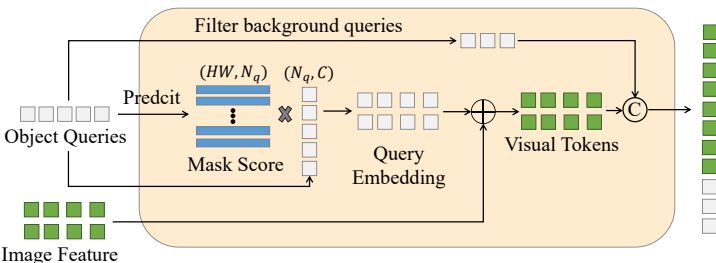 Filter background queries
(HW, N_q) (N_q, C)
Predcit
Object Queries
Mask Score
Query
Embedding
Visual Tokens
C
Image Feature